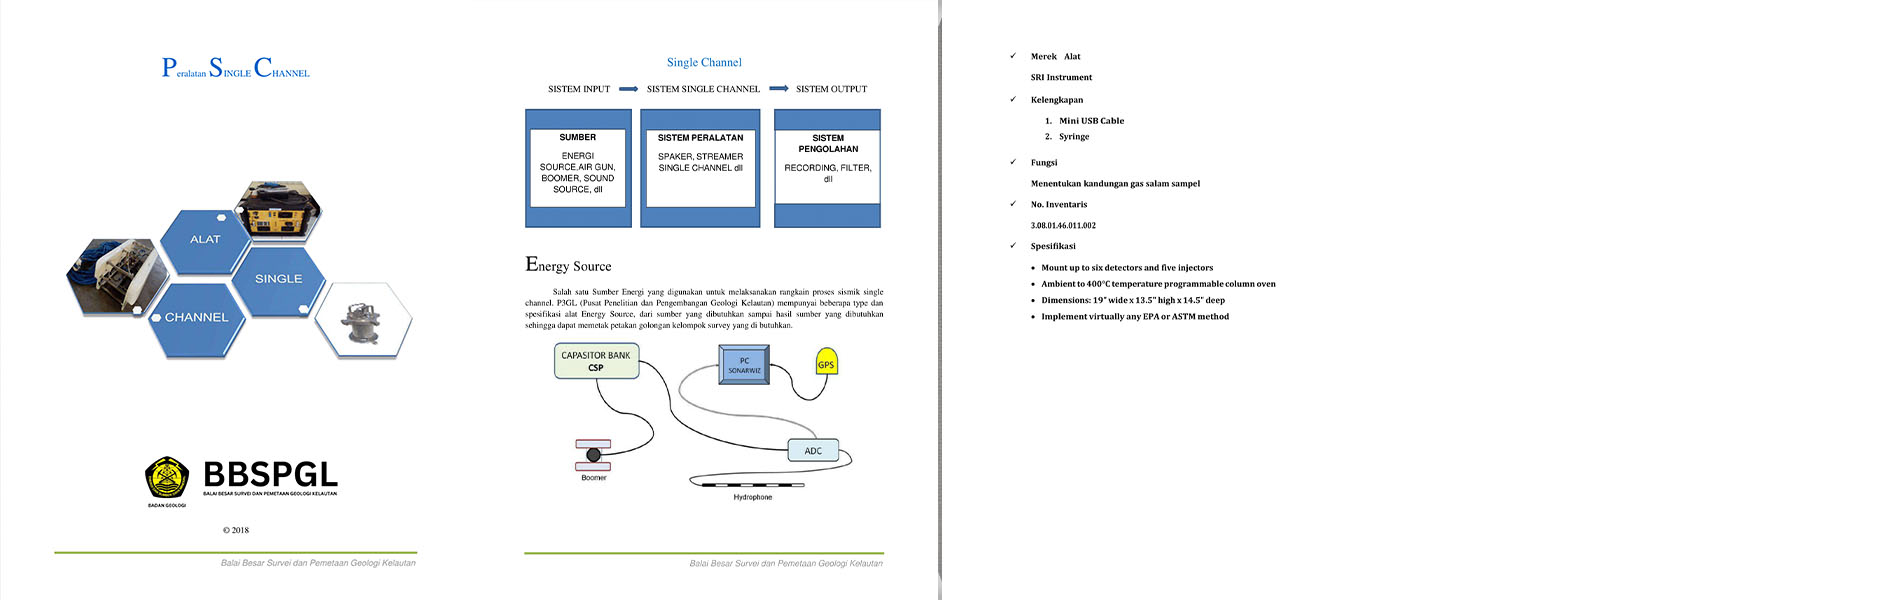 Peralatan SINGLE CHANNEL
ALAT
SINGLE
CHANNEL
BADAN GEOLOGI
BBSPGL
BALAI BESAR SURVEI DAN PEMETAAN GEOLOGI KELAUTAN
© 2018
Balai Besar Survei dan Pemetaan Geologi Kelautan
Single Channel
SISTEM INPUT SISTEM SINGLE CHANNEL SISTEM OUTPUT
SUMBER
ENERGI
SOURCE,AIR GUN,
BOOMER, SOUND
SOURCE, dll
SISTEM PERALATAN
SPAKER, STREAMER
SINGLE CHANNEL dll
SISTEM
PENGOLAHAN
RECORDING, FILTER,
dll
Energy Source
Salah satu Sumber Energi yang digunakan untuk melaksanakan rangkain proses sismik single
channel. P3GL (Pusat Penelitian dan Pengembangan Geologi Kelautan) mempunyai beberapa type dan
spesifikasi alat Energy Source, dari sumber yang dibutuhkan sampai hasil sumber yang dibutuhkan
sehingga dapat memetak petakan golongan kelompok survey yang di butuhkan.
CAPASITOR BANK
CSP
PC
SONARWIZ
GPS
ADC
Boomer
Hydrophone
Balai Besar Survei dan Pemetaan Geologi Kelautan
✓ Merek Alat
SRI Instrument
✓ Kelengkapan
1. Mini USB Cable
2. Syringe
✓ Fungsi
Menentukan kandungan gas salam sampel
✓ No. Inventaris
3.08.01.46.011.002
✓ Spesifikasi
• Mount up to six detectors and five injectors
• Ambient to 400°C temperature programmable column oven
• Dimensions: 19" wide x 13.5" high x 14.5" deep
• Implement virtually any EPA or ASTM method